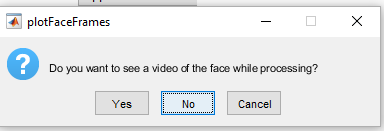 plotFaceFrames
Do you want to see a video of the face while processing?
Yes No Cancel